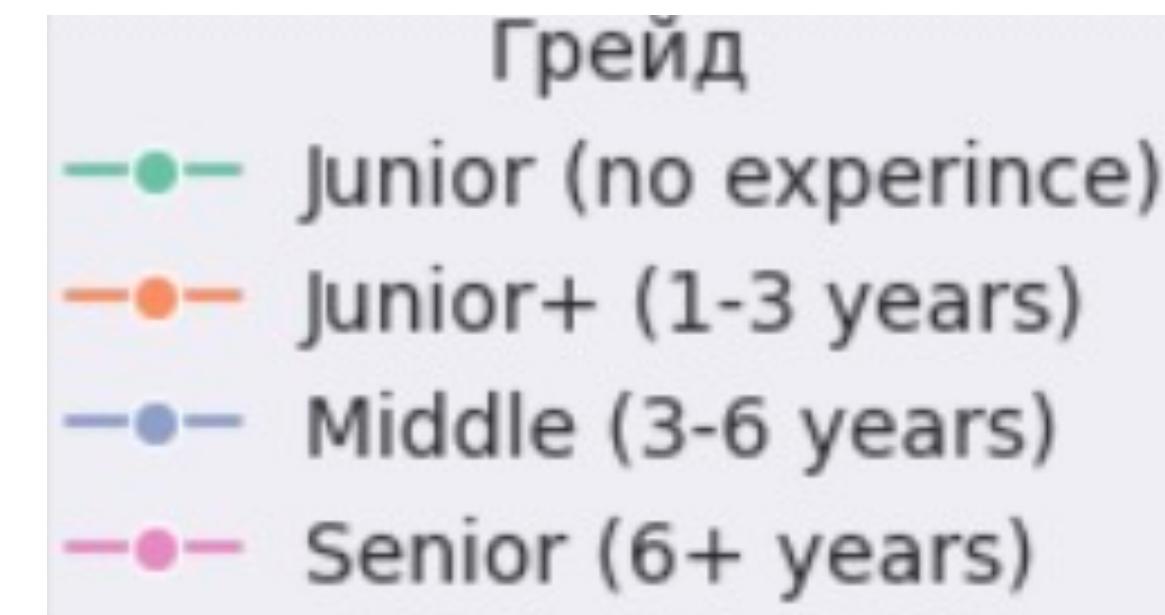 Грейд
Junior (no experince)
Junior+ (1-3 years)
Middle (3-6 years)
Senior (6+ years)